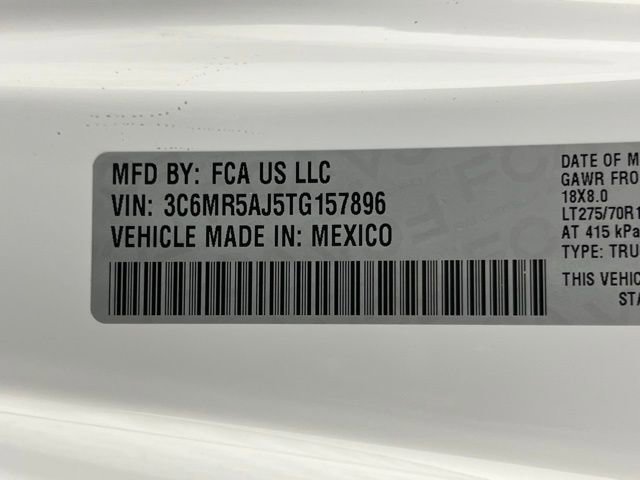 MFD BY: FCA US LLC
VIN: 3C6MR5AJ5TG157896
VEHICLE MADE IN: MEXICO
DATE OF M
GAWR FRO
18X8.0
LT275/70R1
AT 415 kPa
TYPE: TRU
THIS VEHIC
STA